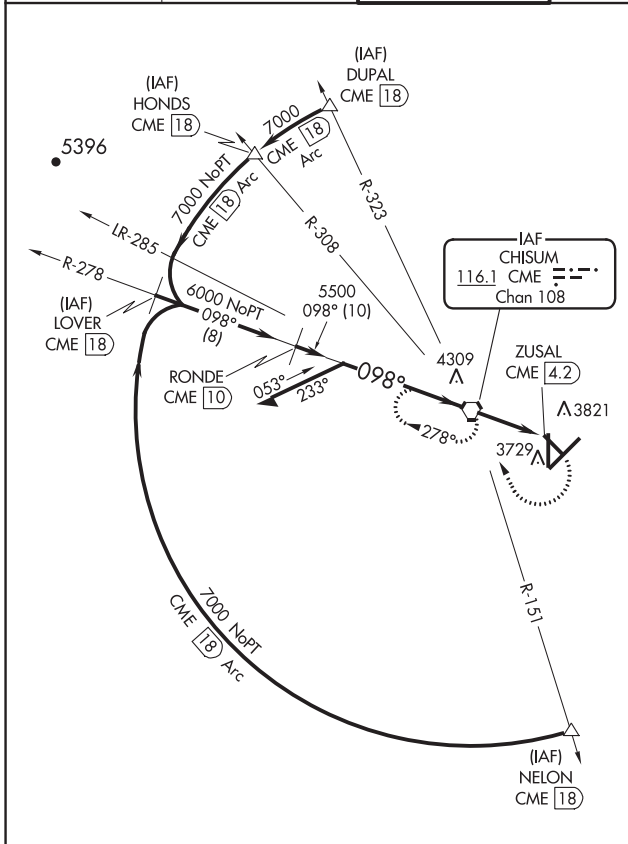 (IAF)
DUPAL
CME 18
(IAF)
HONDS
CME 18
7000
CME 18
Arc
5396
7000 NoPT
CME 18 Arc
R-323
R-308
LR-285
R-278
IAF
CHISUM
116.1 CME
Chan 108
(IAF)
LOVER
CME 18
6000 NoPT
098°
(8)
5500
098° (10)
RONDE
CME 10
053°
233°
098°
4309
ZUSAL
CME 4.2
3821
278°
3729
R-151
7000 NoPT
CME 18 Arc
(IAF)
NELON
CME 18